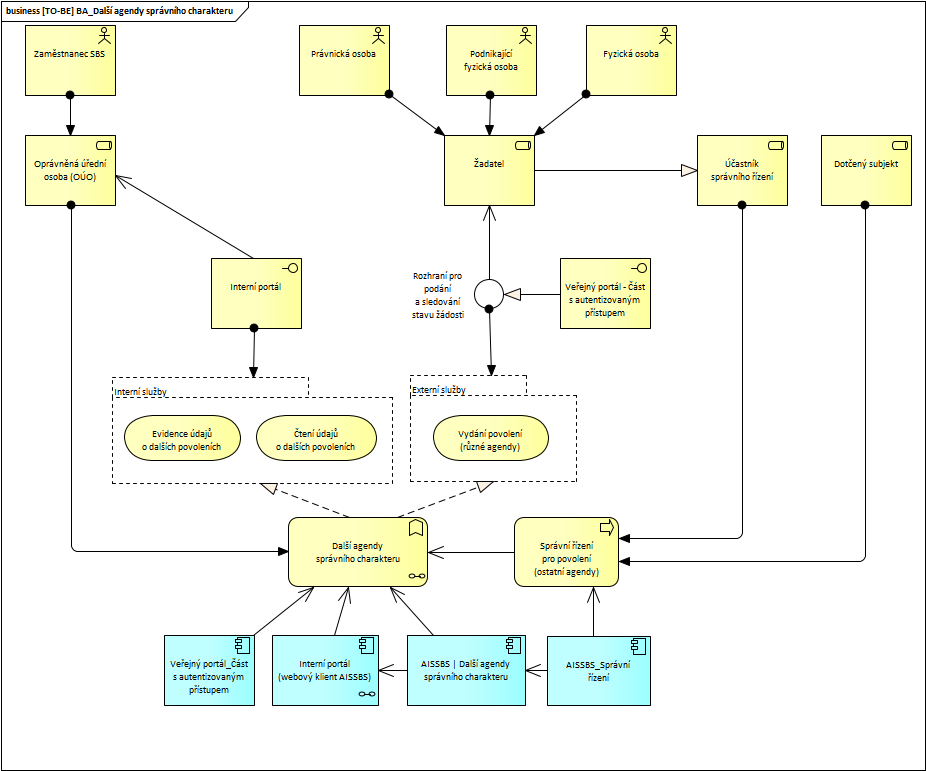 business [TO-BE] BA_Další agendy správního charakteru
Zaměstnanec SBS
Právnická osoba
Podnikající
fyzická osoba
Fyzická osoba
Oprávněná úřední
osoba (OÚO)
Žadatel
Účastník
správního řízení
Dotčený subjekt
Interní portál
Rozhraní pro
podání
a sledování
stavu žádosti
Veřejný portál - Část
s autentizovaným
přístupem
Interní služby
Evidence údajů
o dalších povoleních
Čtení údajů
o dalších povoleních
Externí služby
Vydání povolení
(různé agendy)
Další agendy
správního charakteru
Správní řízení
pro povolení
(ostatní agendy)
Veřejný portál_Část
s autentizovaným
přístupem
Interní portál
(webový klient AISSBS)
AISSBS | Další agendy
správního charakteru
AISSBS_Správní
řízení